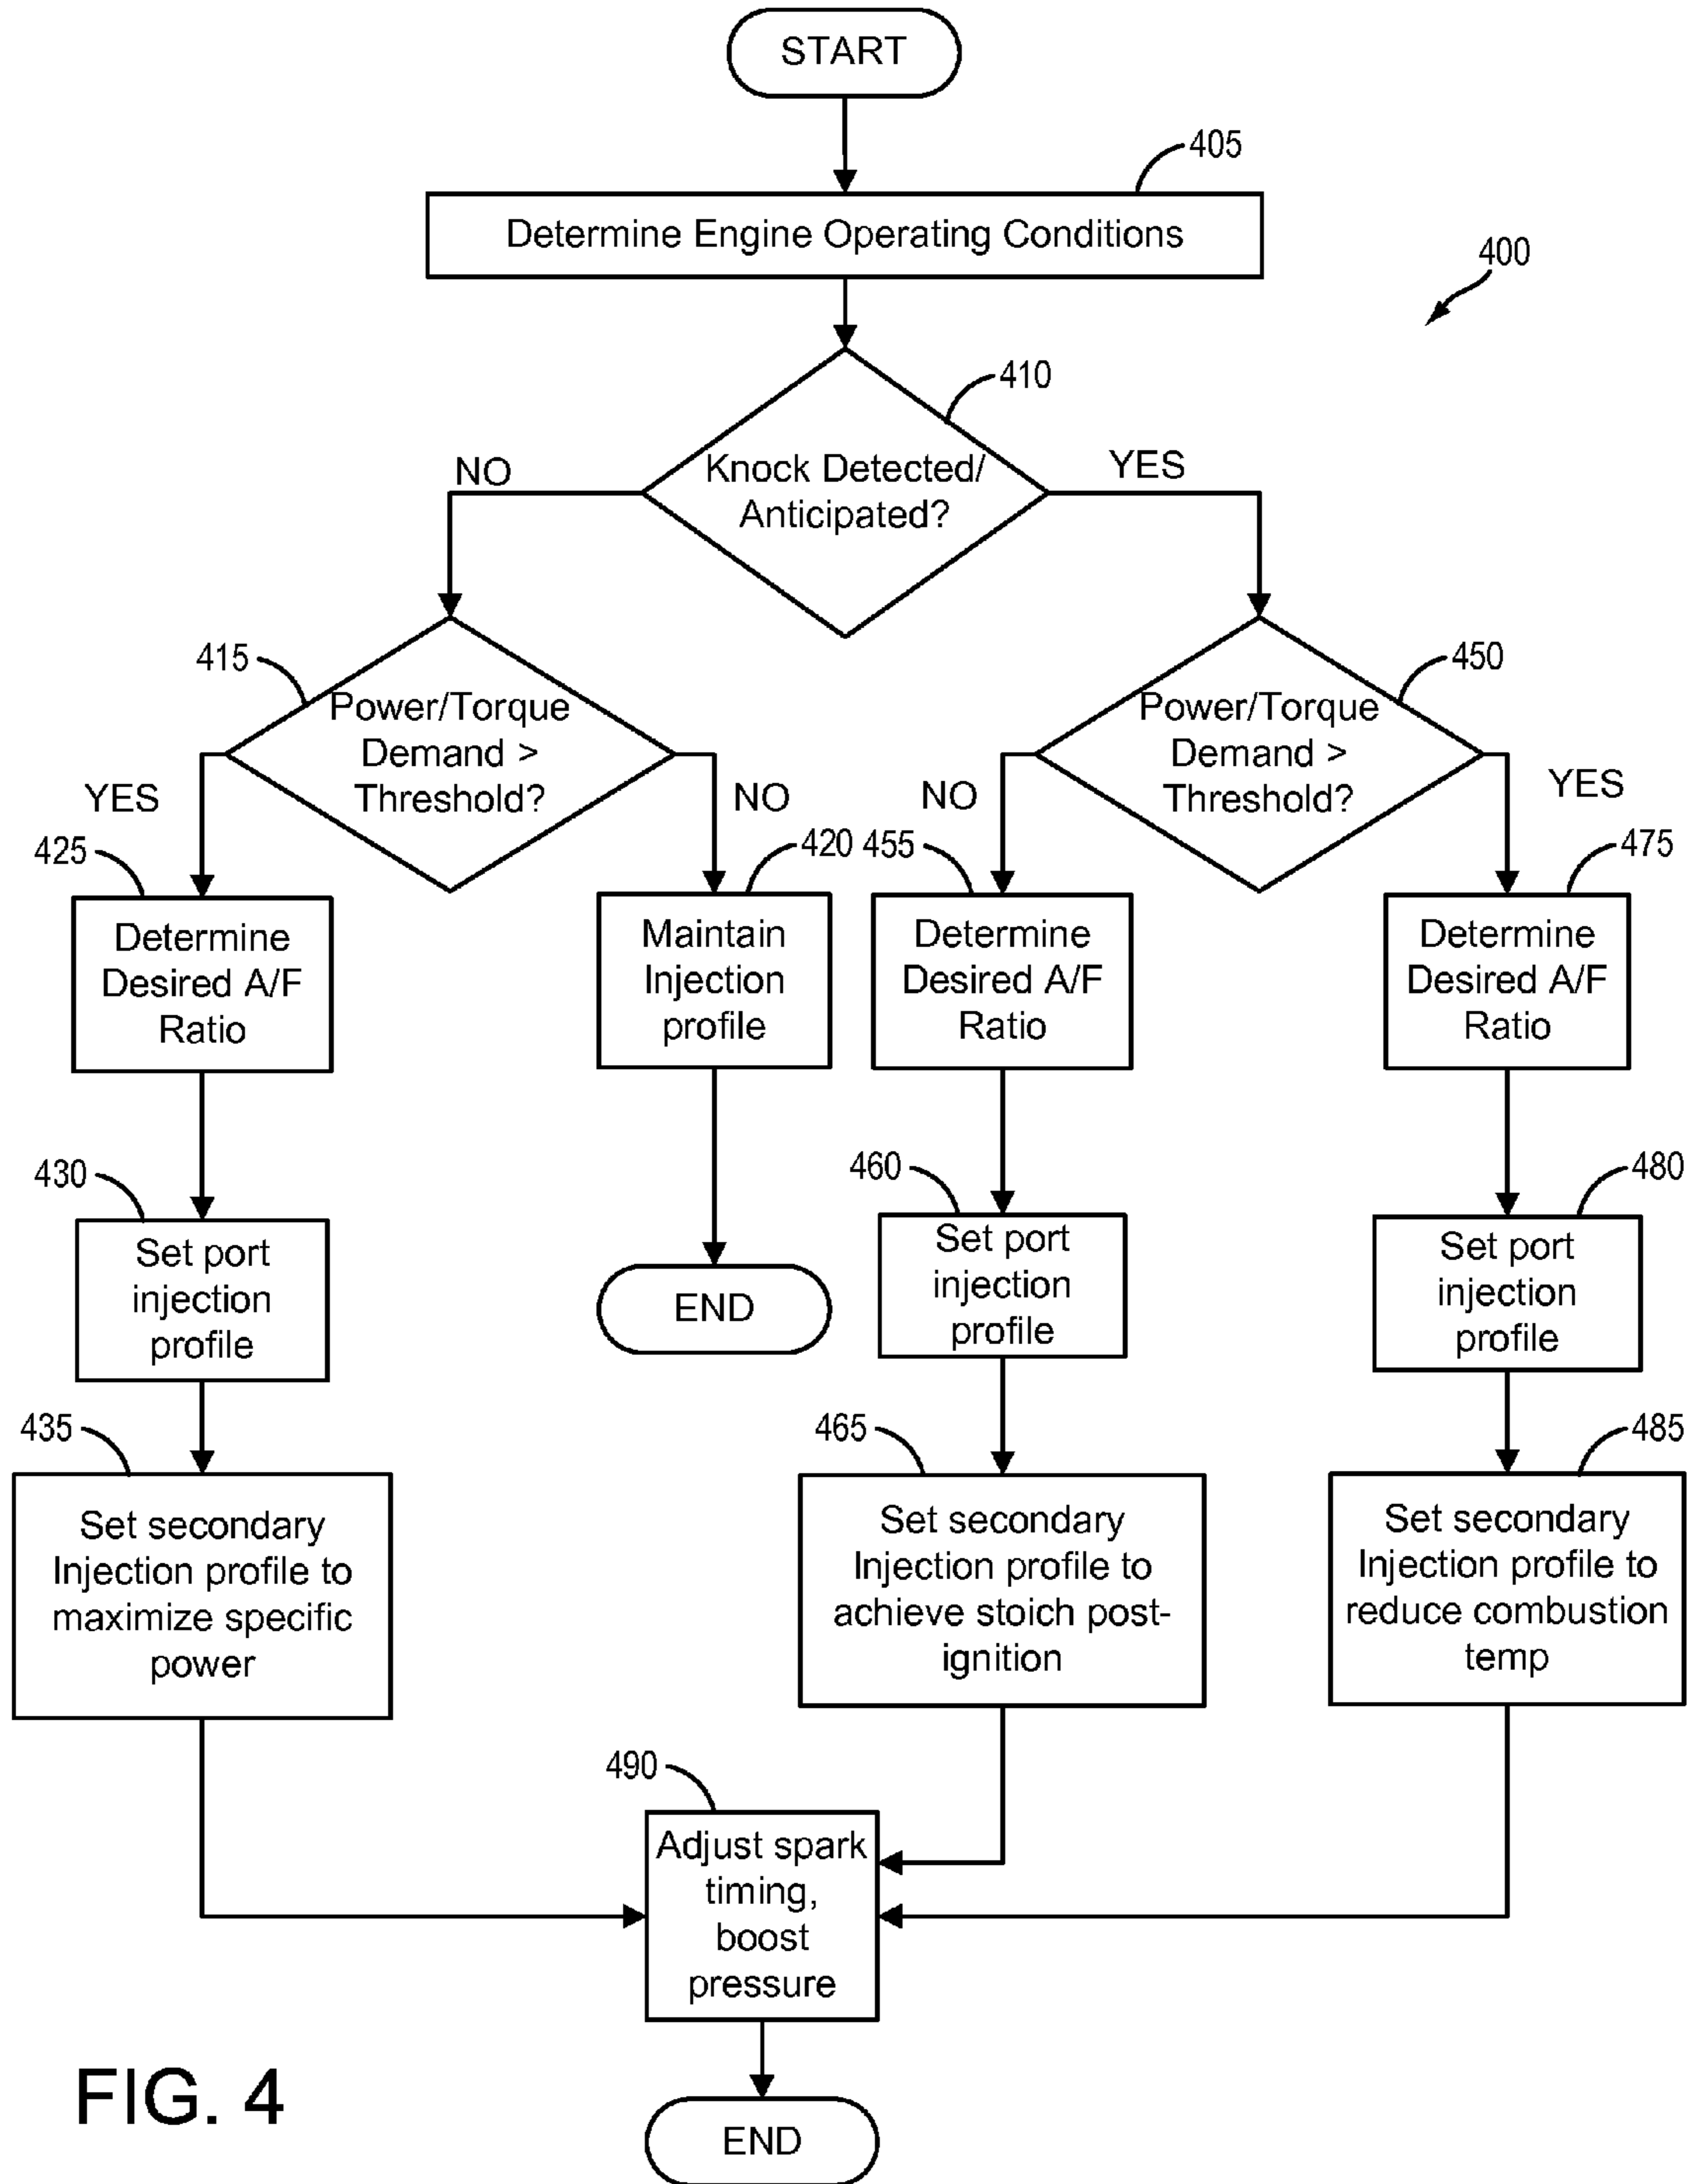 START
405
Determine Engine Operating Conditions
400
410
Knock Detected/
Anticipated?
NO
YES
415
Power/Torque
Demand >
Threshold?
YES
NO
450
Power/Torque
Demand >
Threshold?
NO
YES
425
Determine
Desired A/F
Ratio
420
Maintain
Injection
profile
455
Determine
Desired A/F
Ratio
475
Determine
Desired A/F
Ratio
430
Set port
injection
profile
END
460
Set port
injection
profile
480
Set port
injection
profile
435
Set secondary
Injection profile to
maximize specific
power
465
Set secondary
Injection profile to
achieve stoich post-
ignition
485
Set secondary
Injection profile to
reduce combustion
temp
490
Adjust spark
timing,
boost
pressure
END
FIG. 4